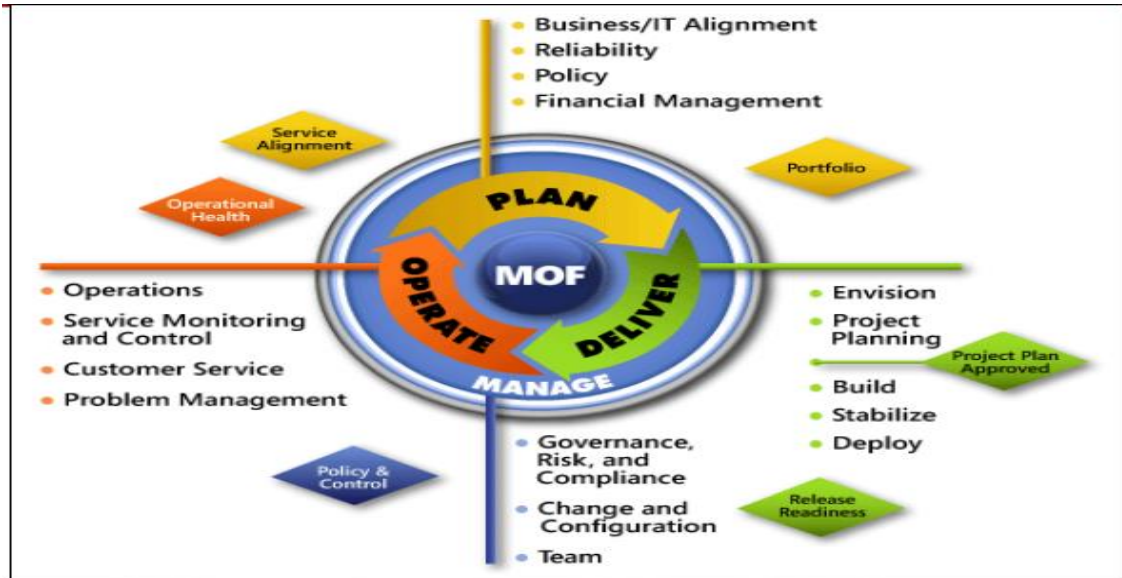 Business/IT Alignment
Reliability
Policy
Financial Management
Service
Alignment
Portfolio
Operational
Health
PLAN
MOF
OPERATE
DELIVER
MANAGE
Operations
Service Monitoring
and Control
Customer Service
Problem Management
Envision
Project
Planning
Project Plan
Approved
Build
Stabilize
Deploy
Policy &
Control
Governance,
Risk, and
Compliance
Change and
Configuration
Team
Release
Readiness